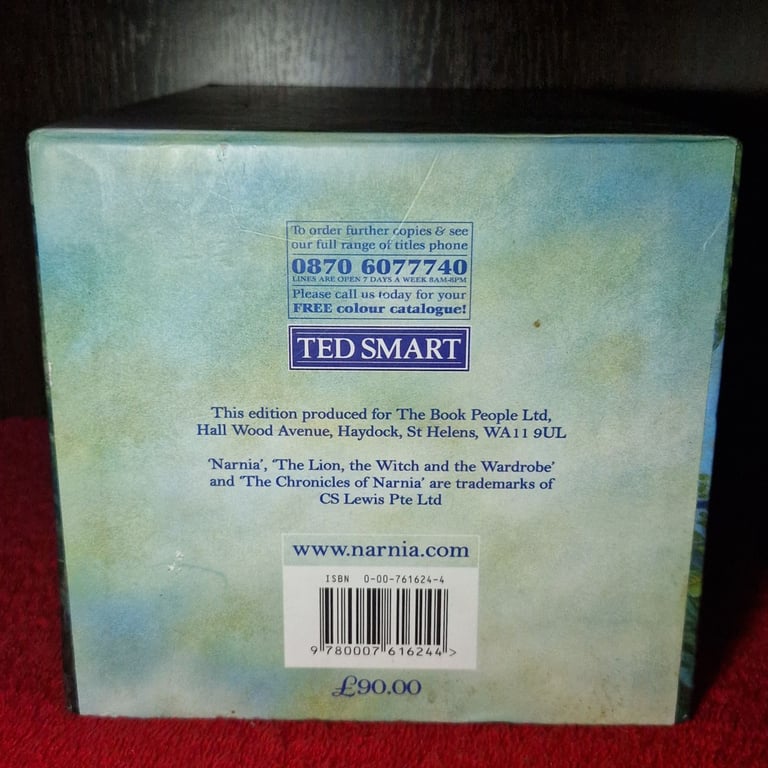 To order further copies & see
our full range of titles phone
0870 6077740
LINES ARE OPEN 7 DAYS A WEEK 8AM-8PM
Please call us today for your
FREE colour catalogue!
TED SMART
This edition produced for The Book People Ltd,
Hall Wood Avenue, Haydock, St Helens, WA11 9UL
'Narnia', 'The Lion, the Witch and the Wardrobe'
and 'The Chronicles of Narnia' are trademarks of
CS Lewis Pte Ltd
www.narnia.com
ISBN 0-00-761624-4
9 780007 616244 >
£90.00